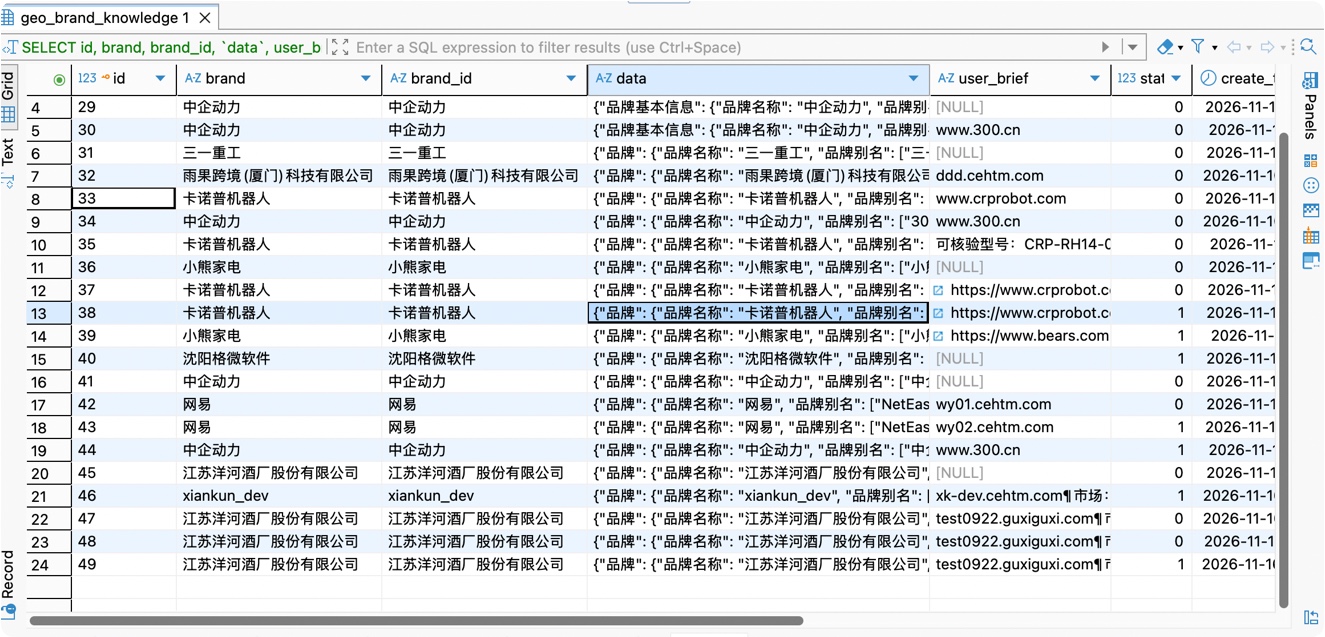 geo_brand_knowledge 1
SELECT id, brand, brand_id, `data`, user_b Enter a SQL expression to filter results (use Ctrl+Space)
Grid
Text
Record
Panels
123 id A-Z brand A-Z brand_id A-Z data A-Z user_brief 123 stat create_
4 29 中企动力 中企动力 {"品牌基本信息": {"品牌名称": "中企动力", "品牌别 [NULL] 0 2026-11-1
5 30 中企动力 中企动力 {"品牌基本信息": {"品牌名称": "中企动力", "品牌别 www.300.cn 0 2026-11-1
6 31 三一重工 三一重工 {"品牌": {"品牌名称": "三一重工", "品牌别名": ["三一 [NULL] 0 2026-11-1
7 32 雨果跨境(厦门)科技有限公司 雨果跨境(厦门)科技有限公司 {"品牌": {"品牌名称": "雨果跨境(厦门)科技有限公司 ddd.cehtm.com 0 2026-11-1
8 33 卡诺普机器人 卡诺普机器人 {"品牌": {"品牌名称": "卡诺普机器人", "品牌别名": www.crprobot.com 0 2026-11-1
9 34 中企动力 中企动力 {"品牌": {"品牌名称": "中企动力", "品牌别名": ["30 www.300.cn 0 2026-11-1
10 35 卡诺普机器人 卡诺普机器人 {"品牌": {"品牌名称": "卡诺普机器人", "品牌别名": 可核验型号：CRP-RH14-0 0 2026-11-
11 36 小熊家电 小熊家电 {"品牌": {"品牌名称": "小熊家电", "品牌别名": ["小 [NULL] 0 2026-11-1
12 37 卡诺普机器人 卡诺普机器人 {"品牌": {"品牌名称": "卡诺普机器人", "品牌别名": https://www.crprobot.c 0 2026-11-1
13 38 卡诺普机器人 卡诺普机器人 {"品牌": {"品牌名称": "卡诺普机器人", "品牌别名": https://www.crprobot.c 1 2026-11-1
14 39 小熊家电 小熊家电 {"品牌": {"品牌名称": "小熊家电", "品牌别名": ["小 https://www.bears.com 1 2026-11-
15 40 沈阳格微软件 沈阳格微软件 {"品牌": {"品牌名称": "沈阳格微软件", "品牌别名": [NULL] 1 2026-11-1
16 41 中企动力 中企动力 {"品牌": {"品牌名称": "中企动力", "品牌别名": ["中 [NULL] 0 2026-11-1
17 42 网易 网易 {"品牌": {"品牌名称": "网易", "品牌别名": ["NetEas wy01.cehtm.com 0 2026-11-1
18 43 网易 网易 {"品牌": {"品牌名称": "网易", "品牌别名": ["NetEas wy02.cehtm.com 1 2026-11-1
19 44 中企动力 中企动力 {"品牌": {"品牌名称": "中企动力", "品牌别名": ["中 www.300.cn 1 2026-11-1
20 45 江苏洋河酒厂股份有限公司 江苏洋河酒厂股份有限公司 {"品牌": {"品牌名称": "江苏洋河酒厂股份有限公司", [NULL] 0 2026-11-1
21 46 xiankun_dev xiankun_dev {"品牌": {"品牌名称": "xiankun_dev", "品牌别名": [ xk-dev.cehtm.com¶市场: 1 2026-11-1
22 47 江苏洋河酒厂股份有限公司 江苏洋河酒厂股份有限公司 {"品牌": {"品牌名称": "江苏洋河酒厂股份有限公司", test0922.guxiguxi.com¶ 0 2026-11-1
23 48 江苏洋河酒厂股份有限公司 江苏洋河酒厂股份有限公司 {"品牌": {"品牌名称": "江苏洋河酒厂股份有限公司", test0922.guxiguxi.com¶ 0 2026-11-1
24 49 江苏洋河酒厂股份有限公司 江苏洋河酒厂股份有限公司 {"品牌": {"品牌名称": "江苏洋河酒厂股份有限公司", test0922.guxiguxi.com¶ 1 2026-11-1